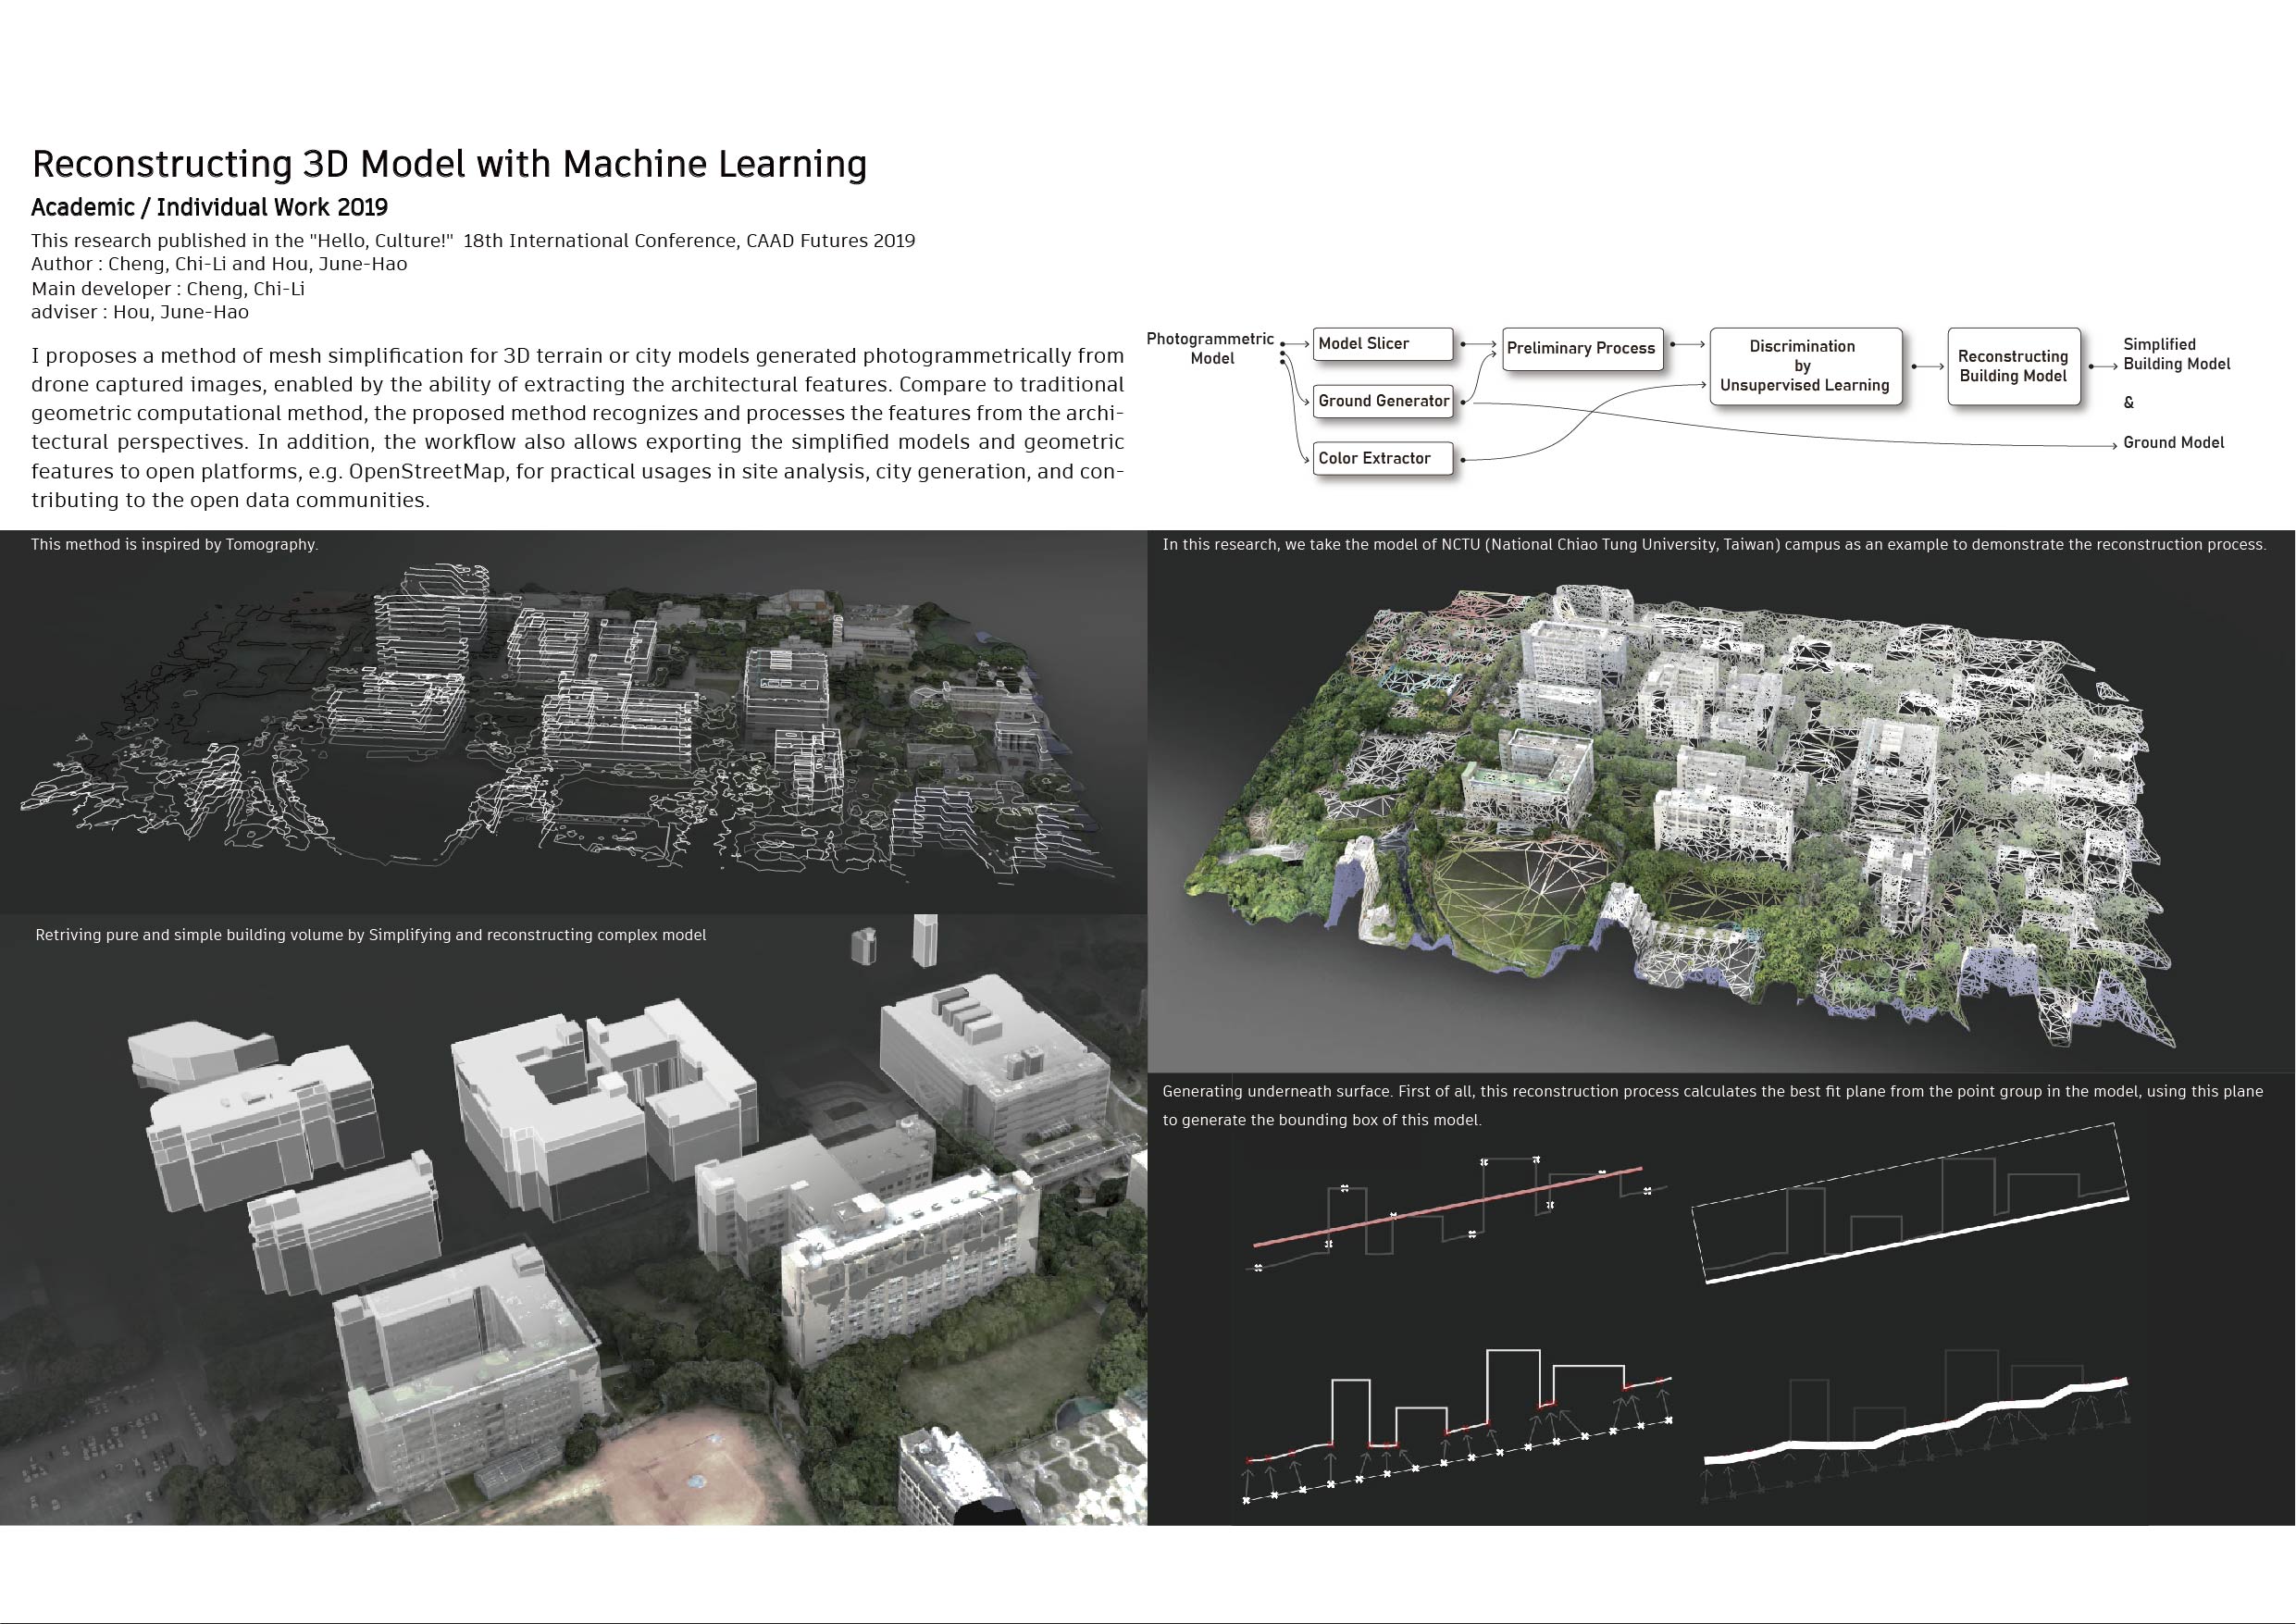 Reconstructing 3D Model with Machine Learning
Academic / Individual Work 2019
This research published in the "Hello, Culture!"  18th International Conference, CAAD Futures 2019
Author : Cheng, Chi-Li and Hou, June-Hao
Main developer : Cheng, Chi-Li
adviser : Hou, June-Hao
I proposes a method of mesh simplification for 3D terrain or city models generated photogrammetrically from
drone captured images, enabled by the ability of extracting the architectural features. Compare to traditional
geometric computational method, the proposed method recognizes and processes the features from the archi-
tectural perspectives. In addition, the workflow also allows exporting the simplified models and geometric
features to open platforms, e.g. OpenStreetMap, for practical usages in site analysis, city generation, and con-
tributing to the open data communities.
Photogrammetric
Model
Model Slicer
Ground Generator
Color Extractor
Preliminary Process
Discrimination
by
Unsupervised Learning
Reconstructing
Building Model
Simplified
Building Model
&
Ground Model
This method is inspired by Tomography.
In this research, we take the model of NCTU (National Chiao Tung University, Taiwan) campus as an example to demonstrate the reconstruction process.
Retriving pure and simple building volume by Simplifying and reconstructing complex model
Generating underneath surface. First of all, this reconstruction process calculates the best fit plane from the point group in the model, using this plane
to generate the bounding box of this model.